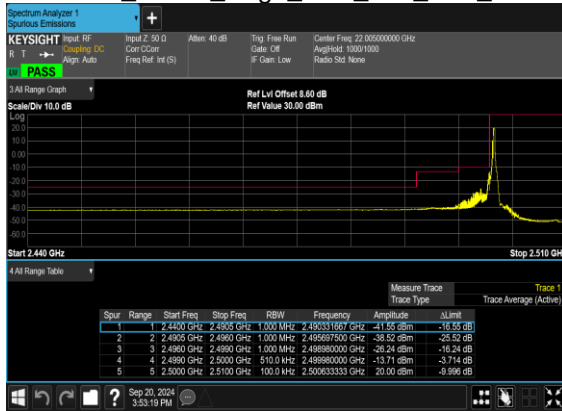 Spectrum Analyzer 1
Spurious Emissions
+
KEYSIGHT Input: RF Input Z: 50 Ω Atten: 40 dB Trig: Free Run Center Freq: 22.005000000 GHz
R T Coupling: DC Corr CCorr Gate: Off Avg|Hold: 1000/1000
Align: Auto Freq Ref: Int (S) IF Gain: Low Radio Std: None
PASS
3 All Range Graph
Ref Lvl Offset 8.60 dB
Scale/Div 10.0 dB Ref Value 30.00 dBm
Log
20.0
10.0
0.00
-10.0
-20.0
-30.0
-40.0
-50.0
-60.0
Start 2.440 GHz Stop 2.510 GH
4 All Range Table
Measure Trace Trace 1
Trace Type Trace Average (Active)
Spur Range Start Freq Stop Freq RBW Frequency Amplitude ΔLimit
1 1 2.4400 GHz 2.4905 GHz 1.000 MHz 2.490331667 GHz -41.55 dBm -16.55 dB
2 2 2.4905 GHz 2.4960 GHz 1.000 MHz 2.495697500 GHz -38.52 dBm -25.52 dB
3 3 2.4960 GHz 2.4990 GHz 1.000 MHz 2.498980000 GHz -26.24 dBm -16.24 dB
4 4 2.4990 GHz 2.5000 GHz 510.0 kHz 2.499980000 GHz -13.71 dBm -3.714 dB
5 5 2.5000 GHz 2.5100 GHz 100.0 kHz 2.500633333 GHz 20.00 dBm -9.996 dB
? Sep 20, 2024
3:53:19 PM